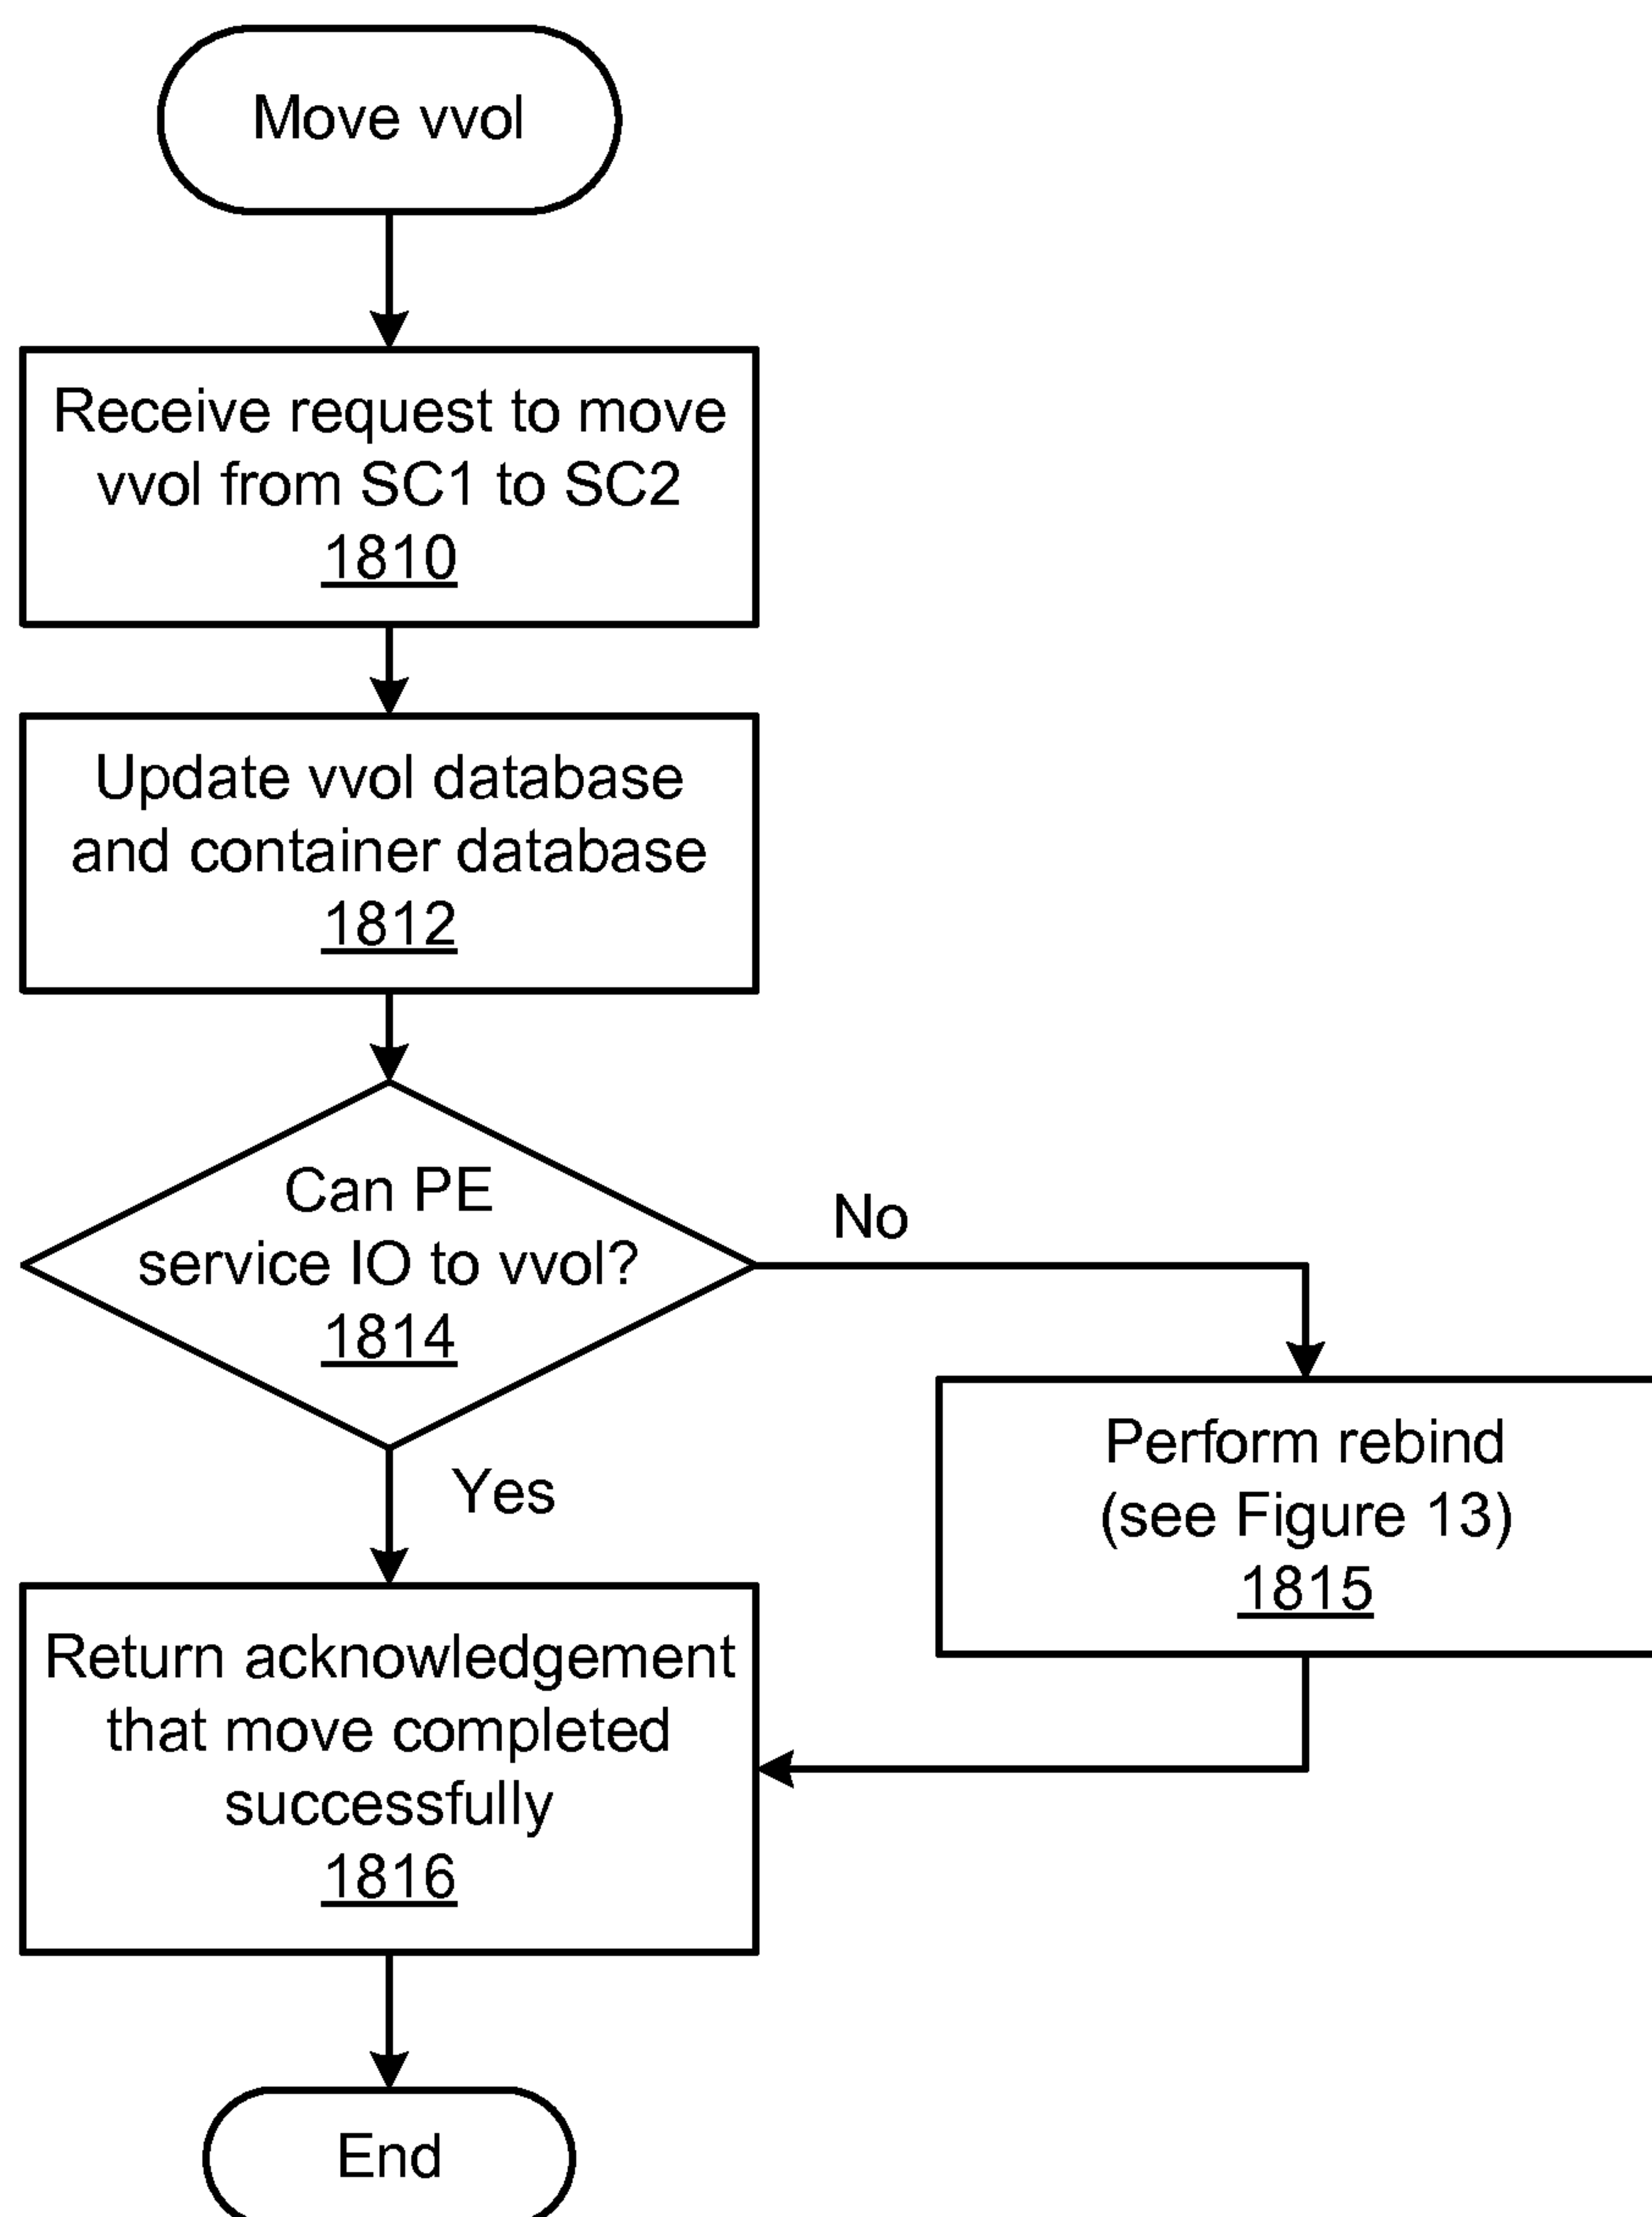 Move vvol
Receive request to move
vvol from SC1 to SC2
1810
Update vvol database
and container database
1812
Can PE
service IO to vvol?
1814
No
Yes
Perform rebind
(see Figure 13)
1815
Return acknowledgement
that move completed
successfully
1816
End